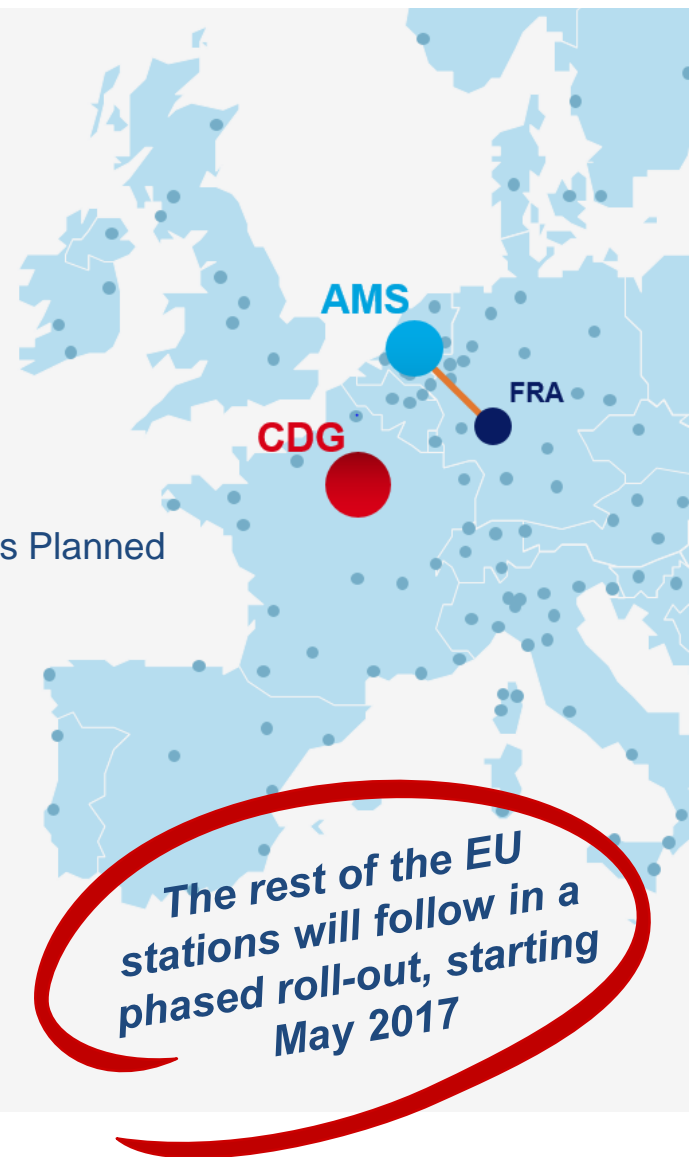 AMS
FRA
CDG
s Planned
The rest of the EU
stations will follow in a
phased roll-out, starting
May 2017